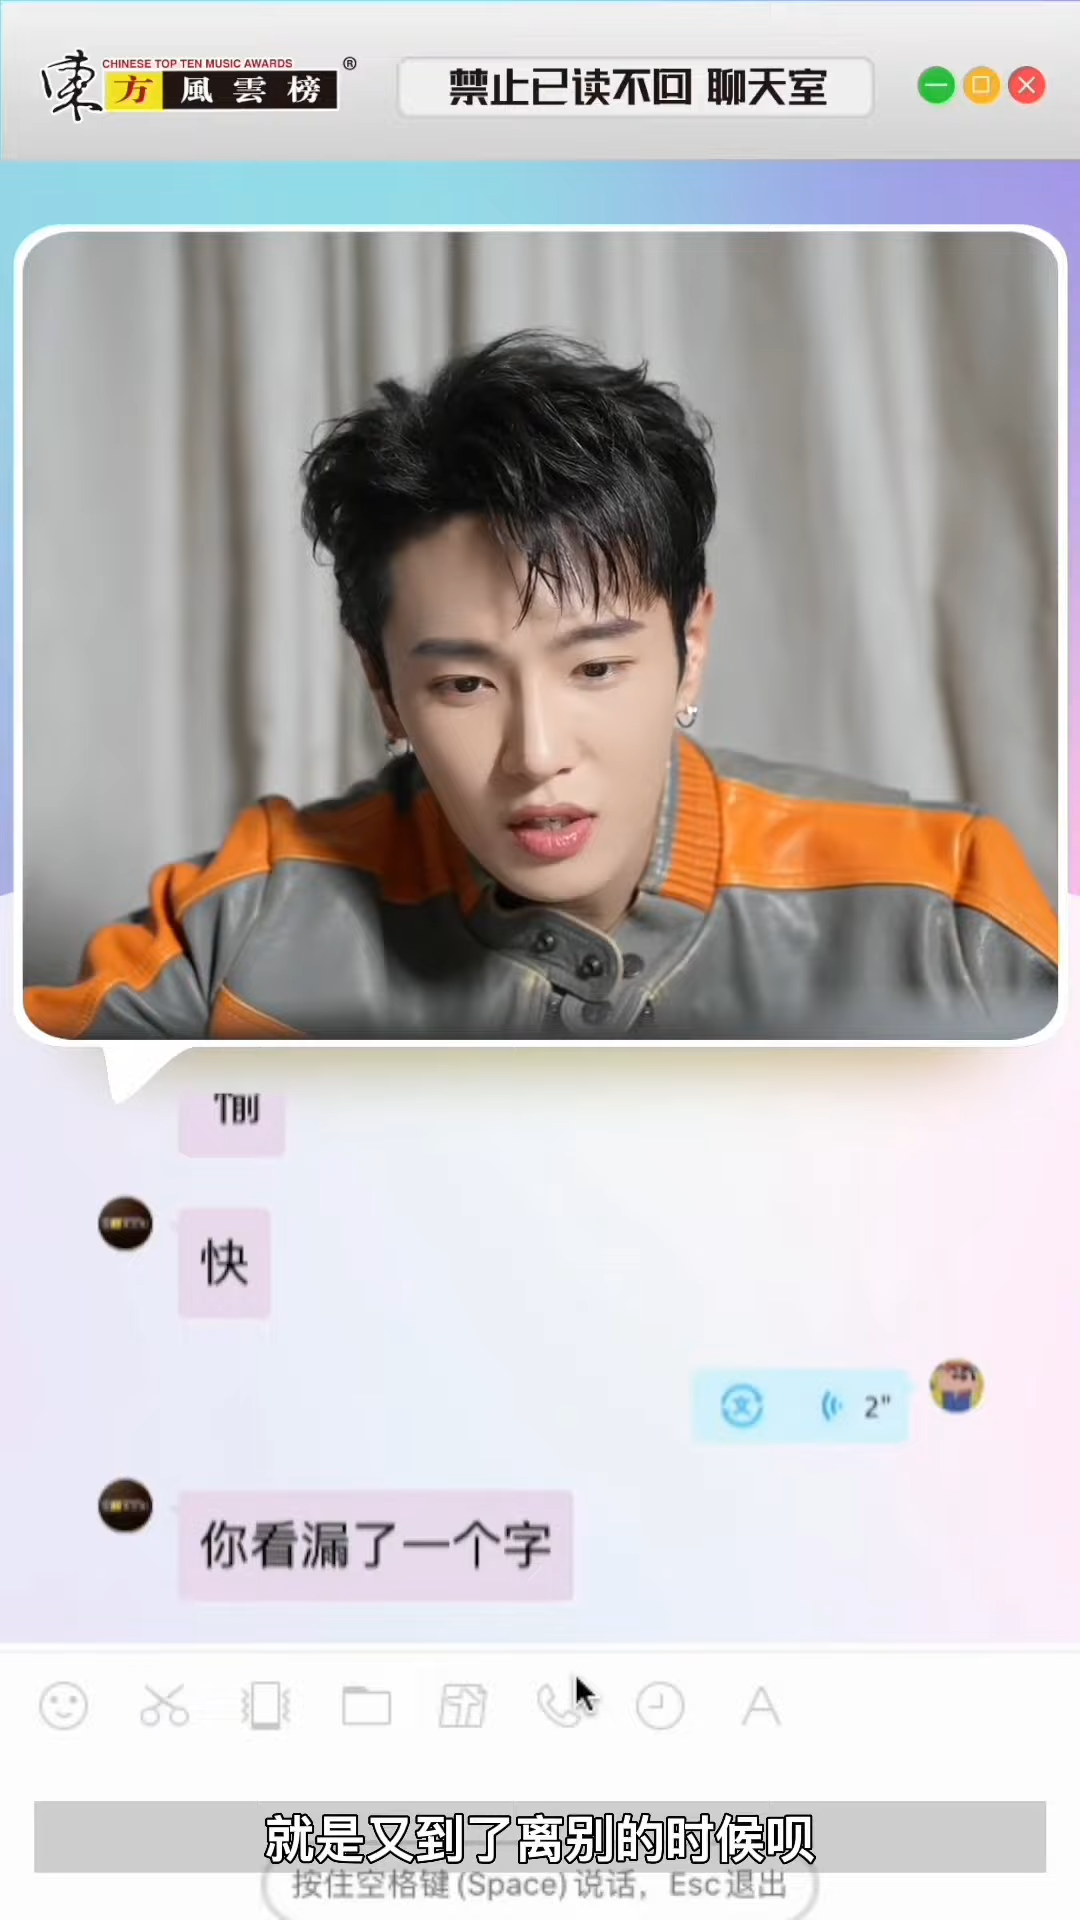 CHINESE TOP TEN MUSIC AWARDS
東方風雲榜®
禁止已读不回 聊天室
快
2"
你看漏了一个字
就是又到了离别的时候呗
按住空格键(Space)说话，Esc退出